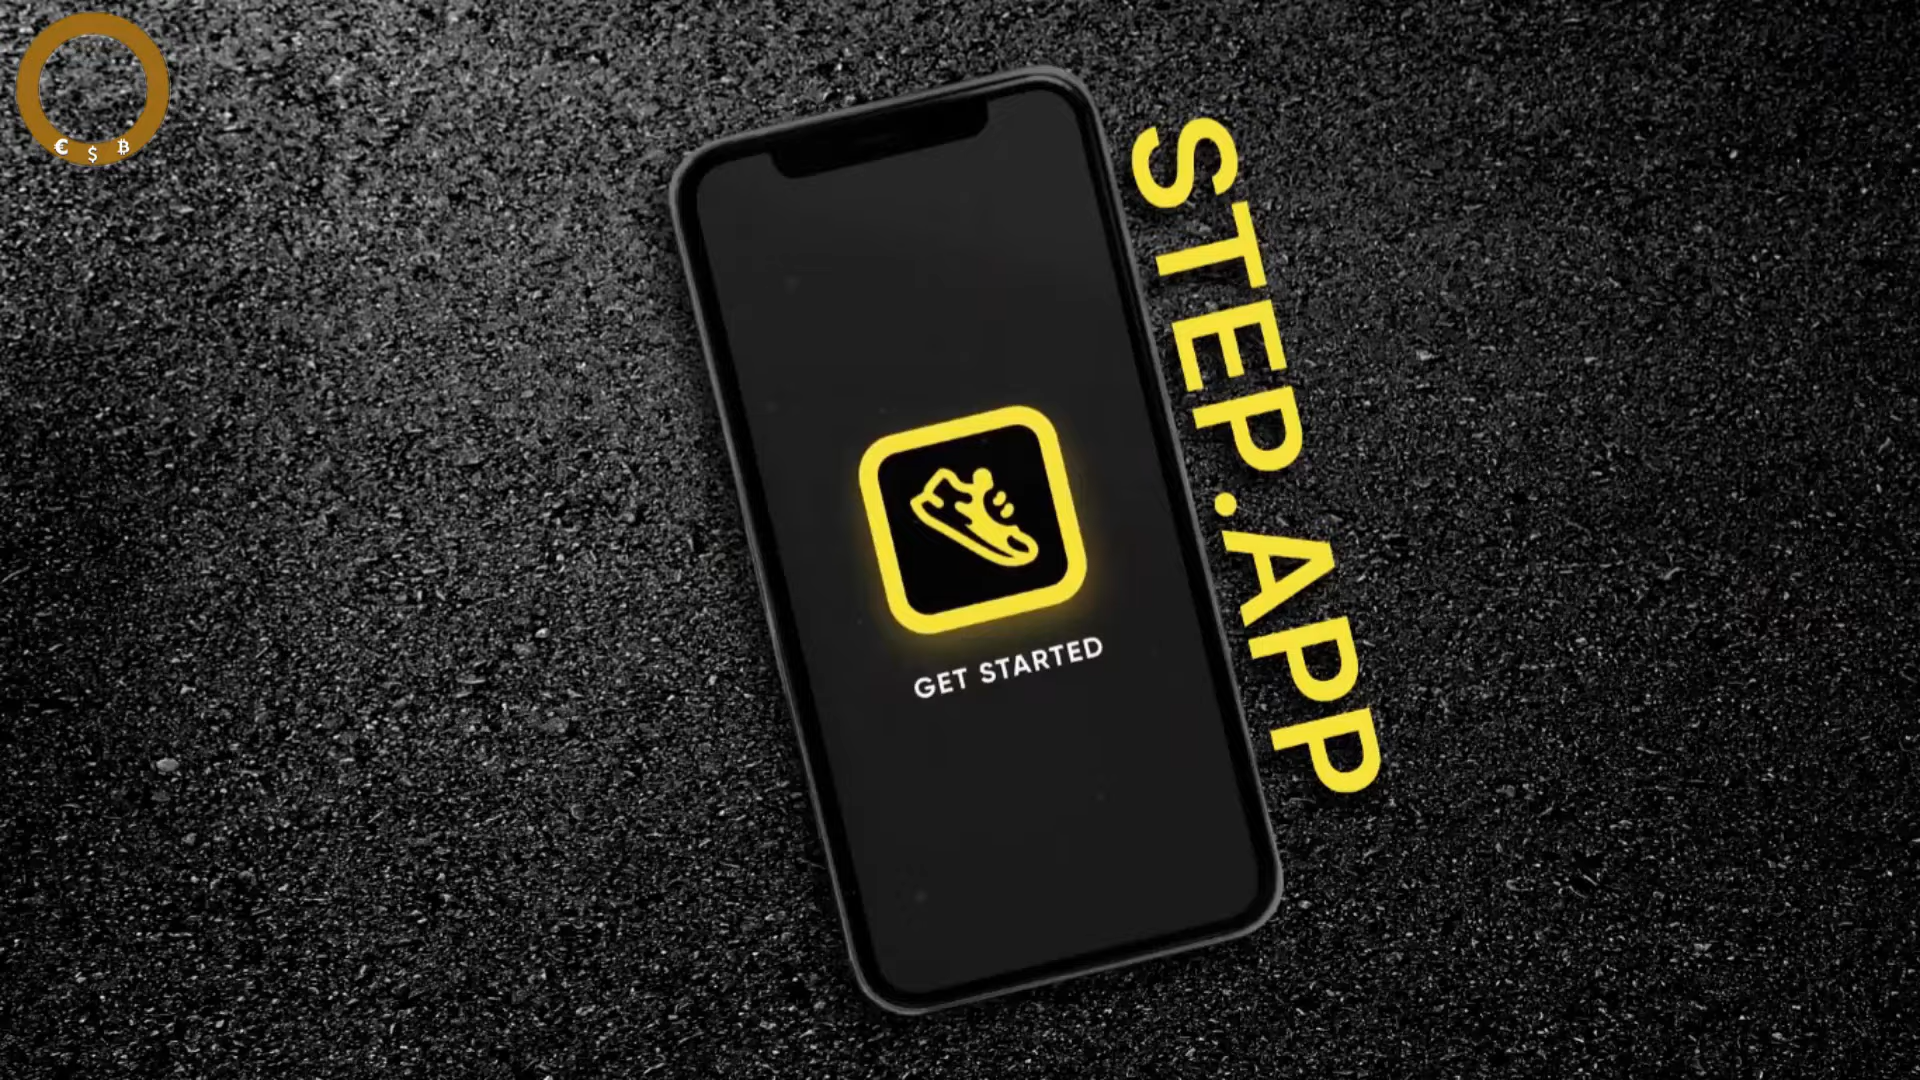 € $ ₿
STEP.APP
GET STARTED